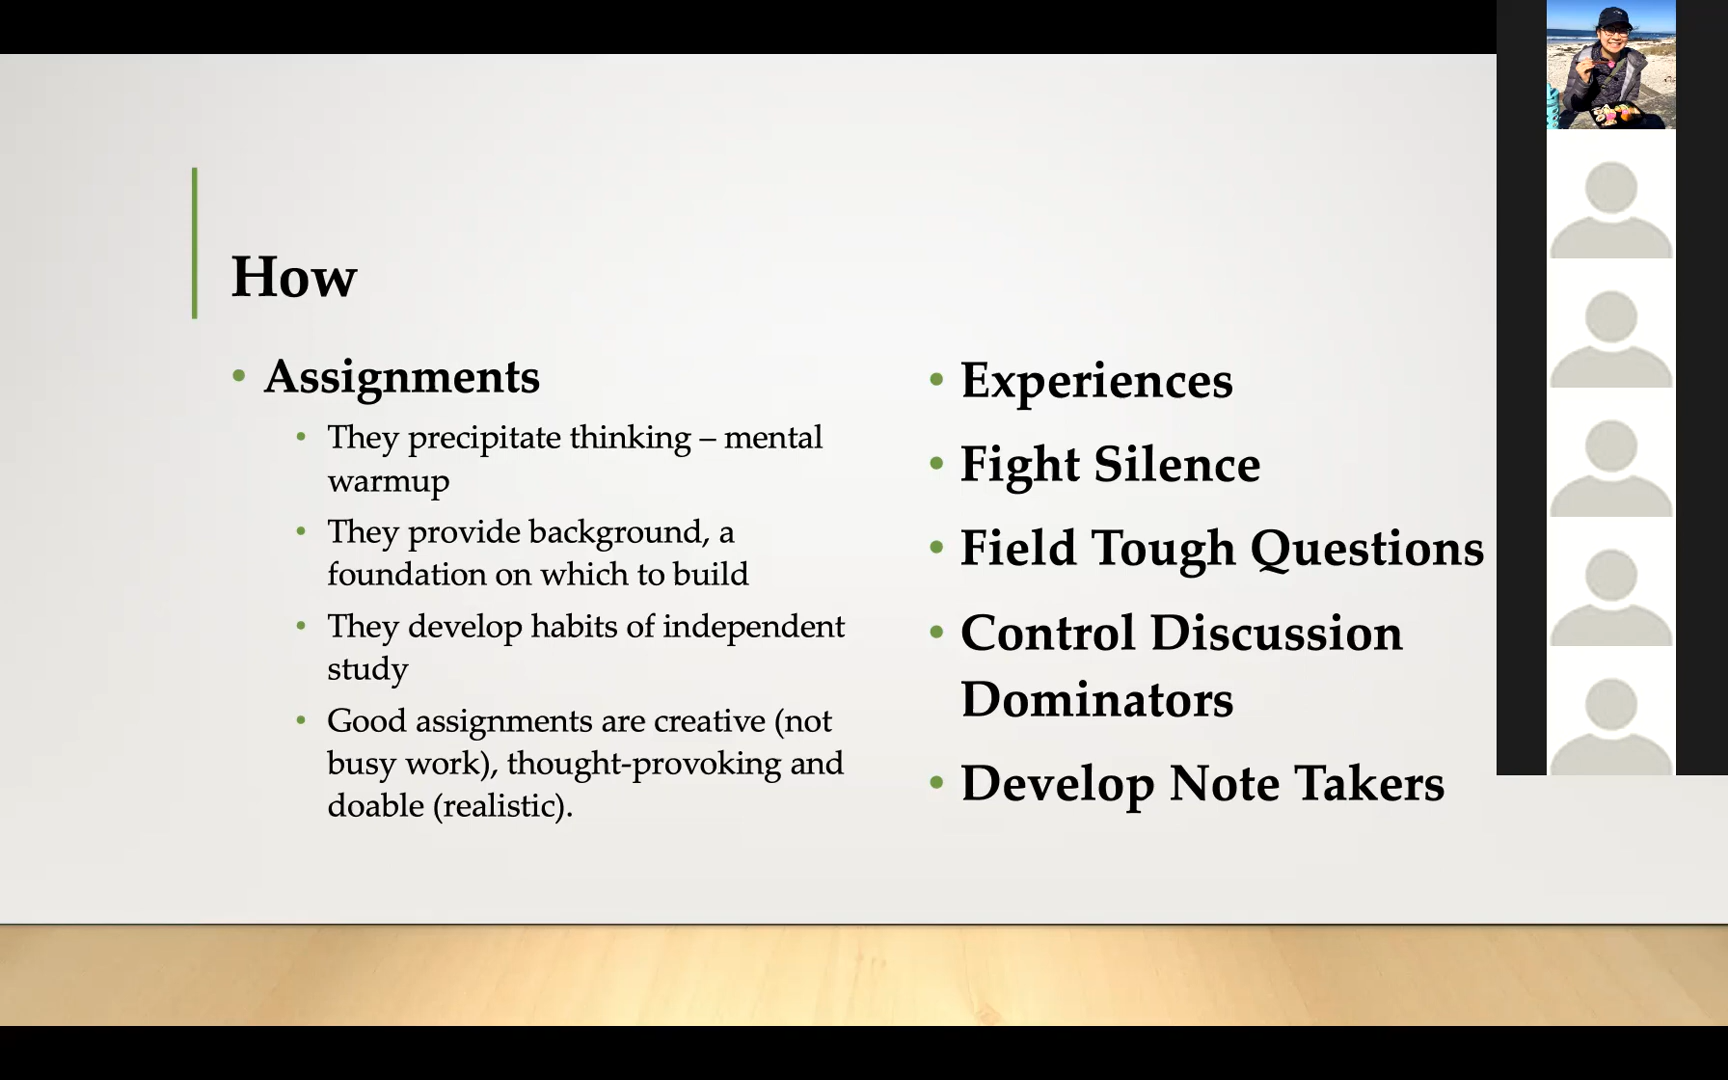 How
• Assignments
• They precipitate thinking – mental
warmup
• They provide background, a
foundation on which to build
• They develop habits of independent
study
• Good assignments are creative (not
busy work), thought-provoking and
doable (realistic).
• Experiences
• Fight Silence
• Field Tough Questions
• Control Discussion
Dominators
• Develop Note Takers